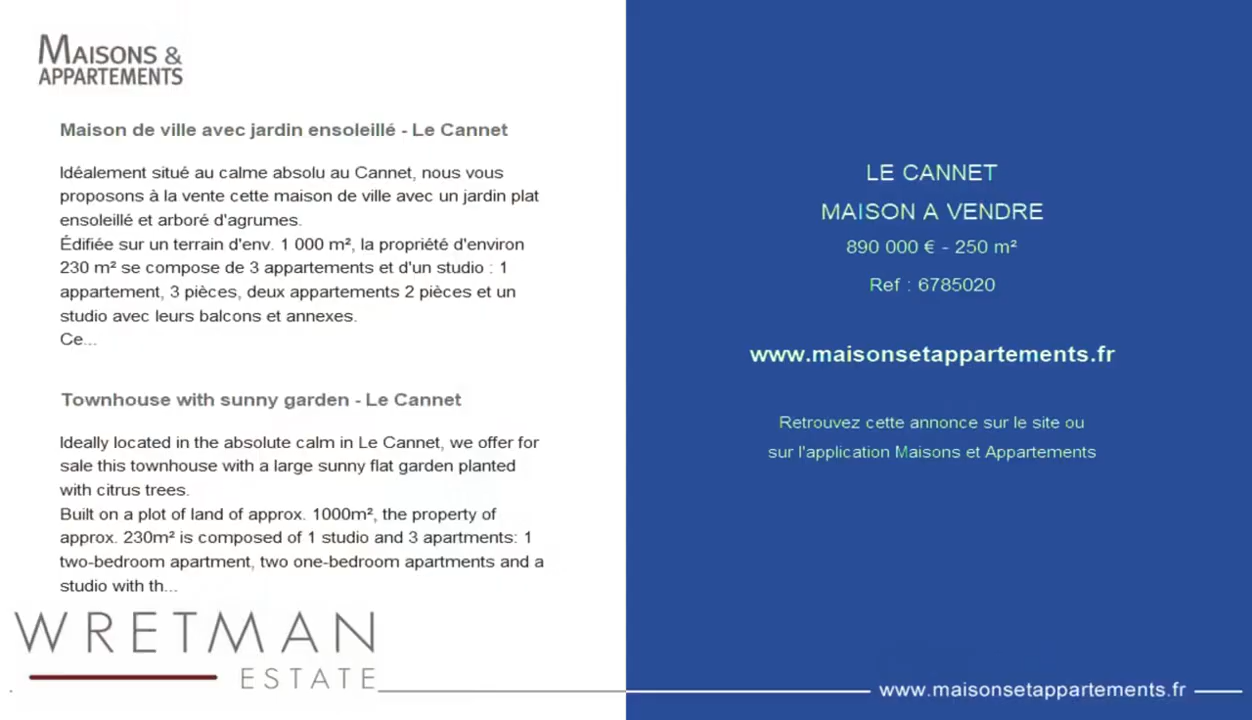 MAISONS &
APPARTEMENTS
Maison de ville avec jardin ensoleillé - Le Cannet
Idéalement situé au calme absolu au Cannet, nous vous
proposons à la vente cette maison de ville avec un jardin plat
ensoleillé et arboré d'agrumes.
Édifiée sur un terrain d'env. 1 000 m², la propriété d'environ
230 m² se compose de 3 appartements et d'un studio : 1
appartement, 3 pièces, deux appartements 2 pièces et un
studio avec leurs balcons et annexes.
Ce...
Townhouse with sunny garden - Le Cannet
Ideally located in the absolute calm in Le Cannet, we offer for
sale this townhouse with a large sunny flat garden planted
with citrus trees.
Built on a plot of land of approx. 1000m², the property of
approx. 230m² is composed of 1 studio and 3 apartments: 1
two-bedroom apartment, two one-bedroom apartments and a
studio with th...
WRETMAN
ESTATE
LE CANNET
MAISON A VENDRE
890 000 € - 250 m²
Ref : 6785020
www.maisonsetappartements.fr
Retrouvez cette annonce sur le site ou
sur l'application Maisons et Appartements
www.maisonsetappartements.fr